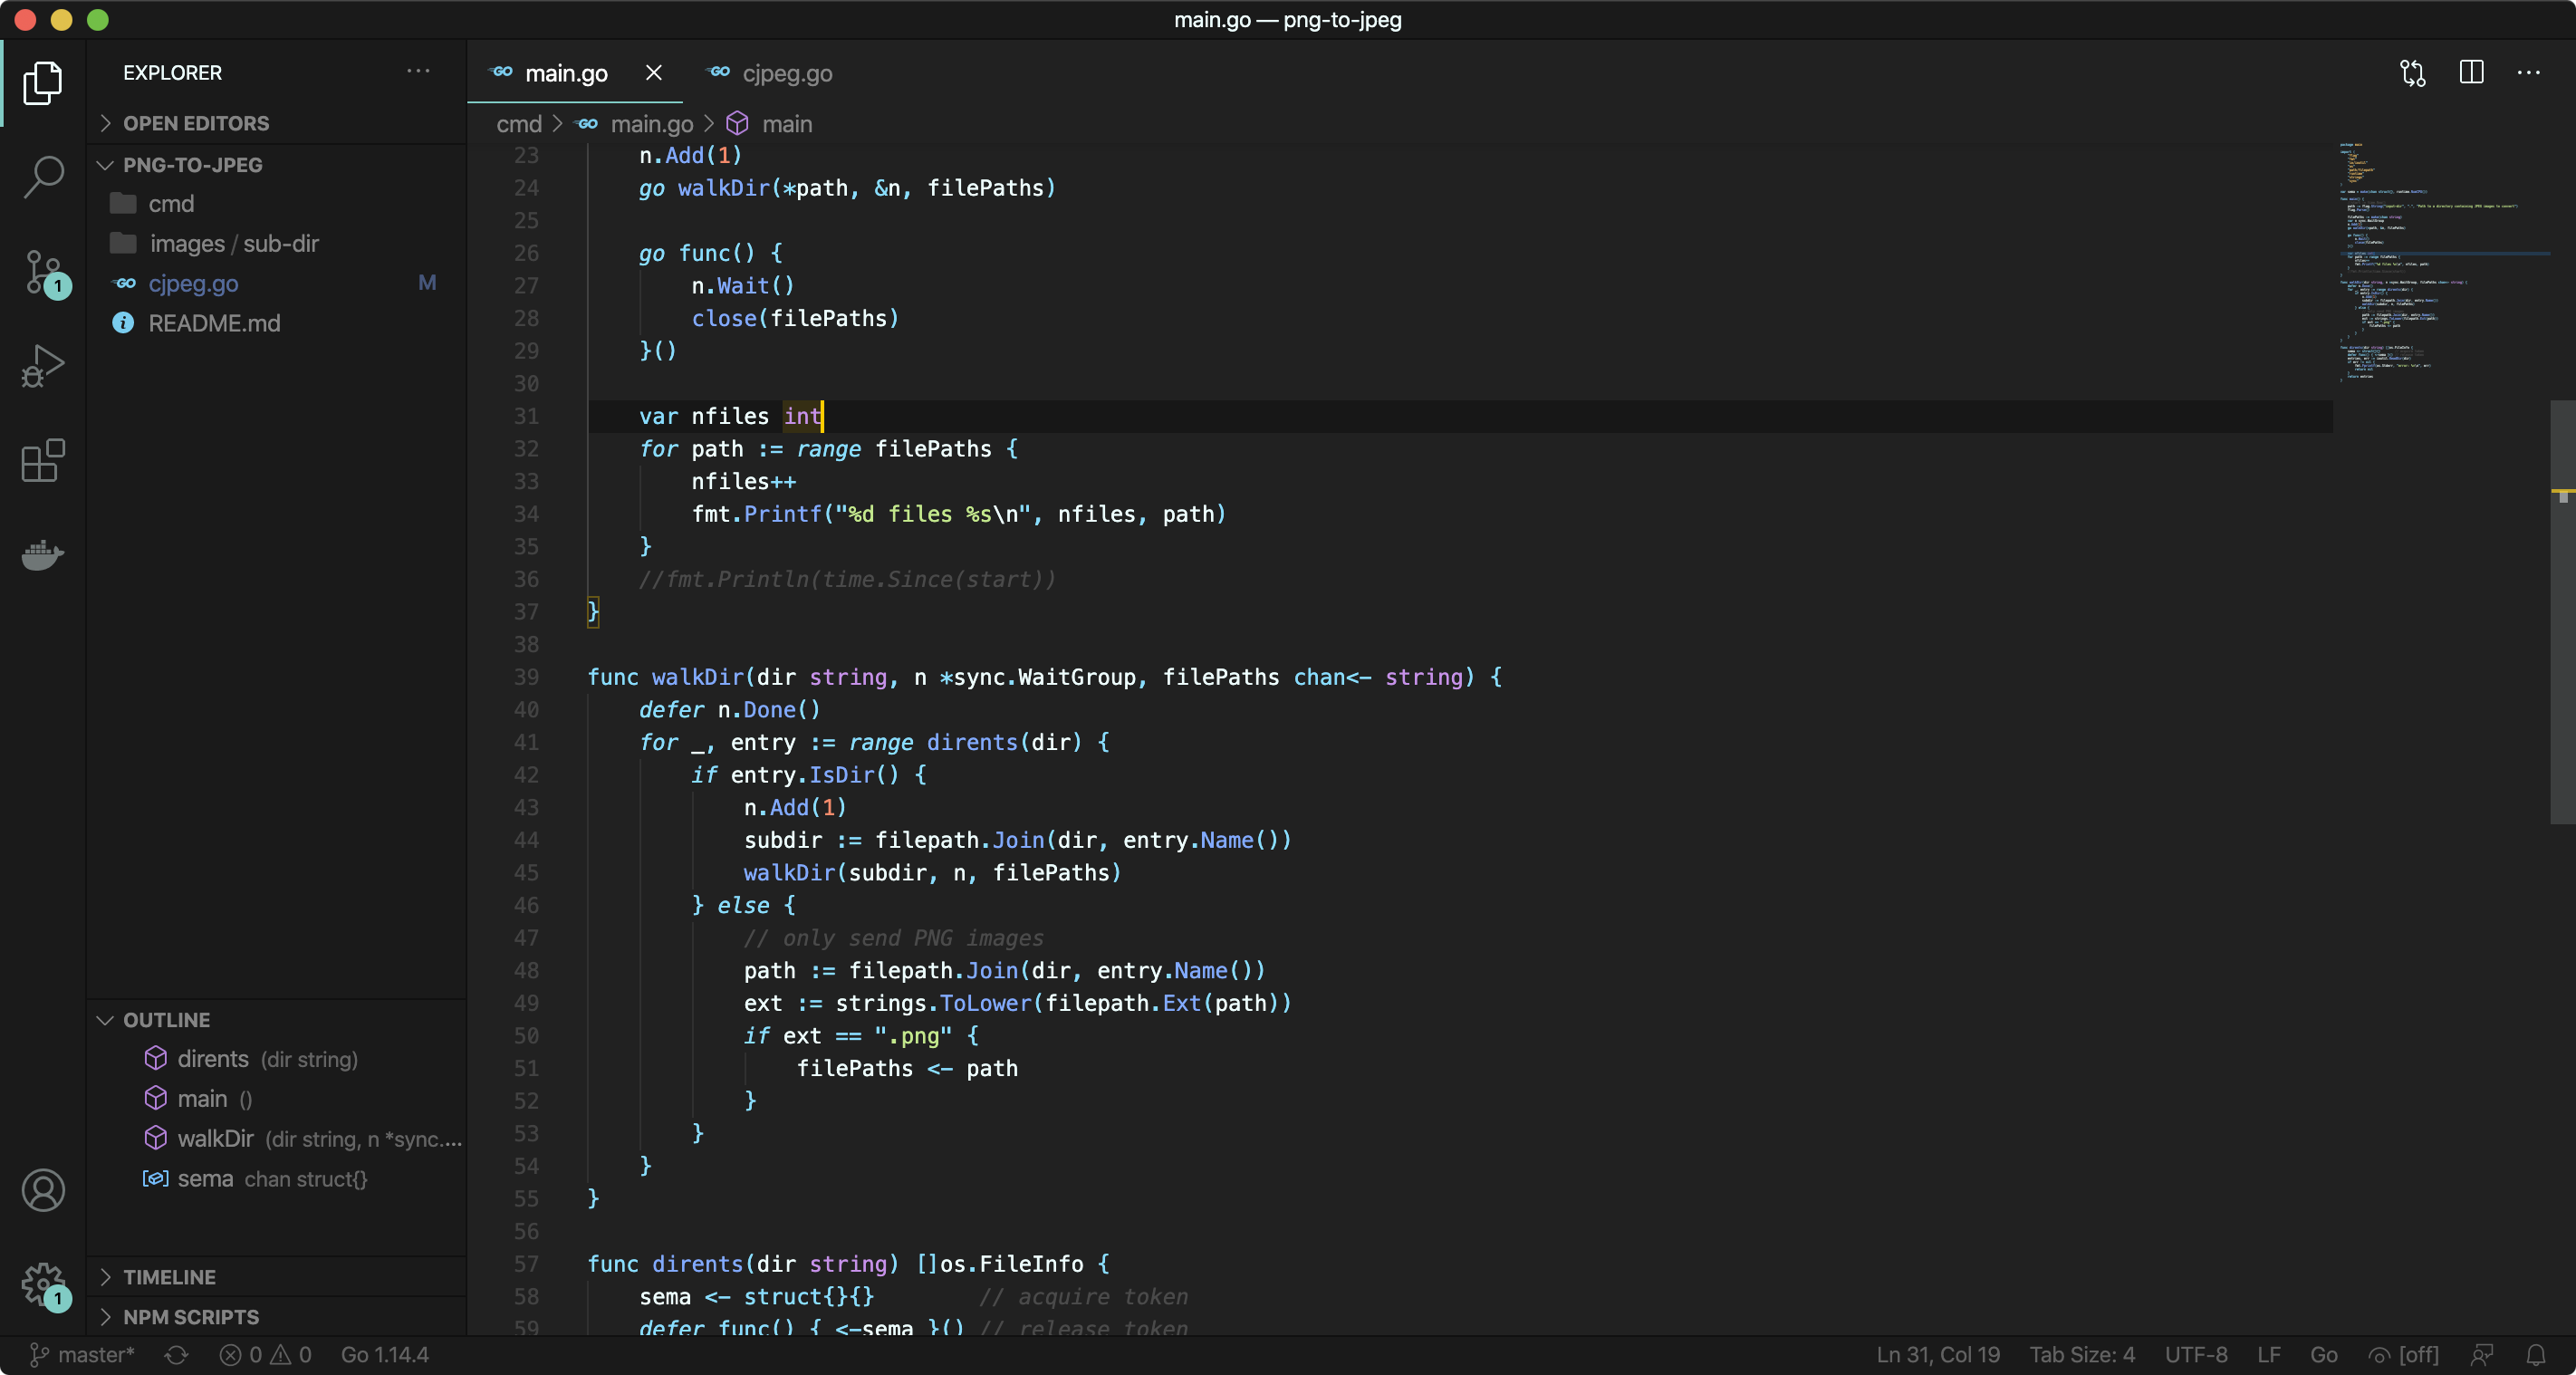 main.go — png-to-jpeg
EXPLORER
OPEN EDITORS
PNG-TO-JPEG
cmd
images / sub-dir
GO cjpeg.go M
README.md
OUTLINE
dirents (dir string)
main ()
walkDir (dir string, n *sync....
sema chan struct{}
TIMELINE
NPM SCRIPTS
1
1
GO main.go
GO cjpeg.go
cmd > GO main.go > main
23 n.Add(1)
24 go walkDir(*path, &n, filePaths)
25
26 go func() {
27 n.Wait()
28 close(filePaths)
29 }()
30
31 var nfiles int
32 for path := range filePaths {
33 nfiles++
34 fmt.Printf("%d files %s\n", nfiles, path)
35 }
36 //fmt.Println(time.Since(start))
37 }
38
39 func walkDir(dir string, n *sync.WaitGroup, filePaths chan<- string) {
40 defer n.Done()
41 for _, entry := range dirents(dir) {
42 if entry.IsDir() {
43 n.Add(1)
44 subdir := filepath.Join(dir, entry.Name())
45 walkDir(subdir, n, filePaths)
46 } else {
47 // only send PNG images
48 path := filepath.Join(dir, entry.Name())
49 ext := strings.ToLower(filepath.Ext(path))
50 if ext == ".png" {
51 filePaths <- path
52 }
53 }
54 }
55 }
56
57 func dirents(dir string) []os.FileInfo {
58 sema <- struct{}{} // acquire token
59 defer func() { <-sema }() // release token
master* 0 0 Go 1.14.4 Ln 31, Col 19 Tab Size: 4 UTF-8 LF Go [off]